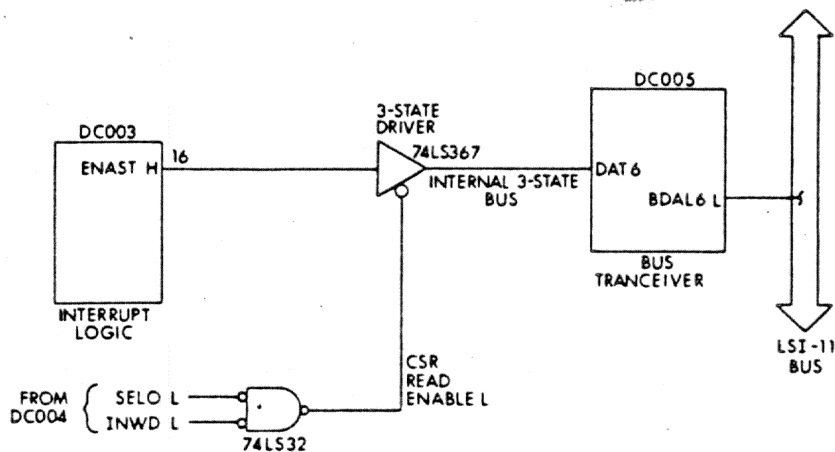 DC003
ENAST H
16
INTERRUPT
LOGIC
3-STATE
DRIVER
74LS367
INTERNAL 3-STATE
BUS
DC005
DAT 6
BDAL6 L
BUS
TRANCEIVER
LSI-11
BUS
CSR
READ
ENABLE L
FROM
DC004
SELO L
INWD L
74LS32